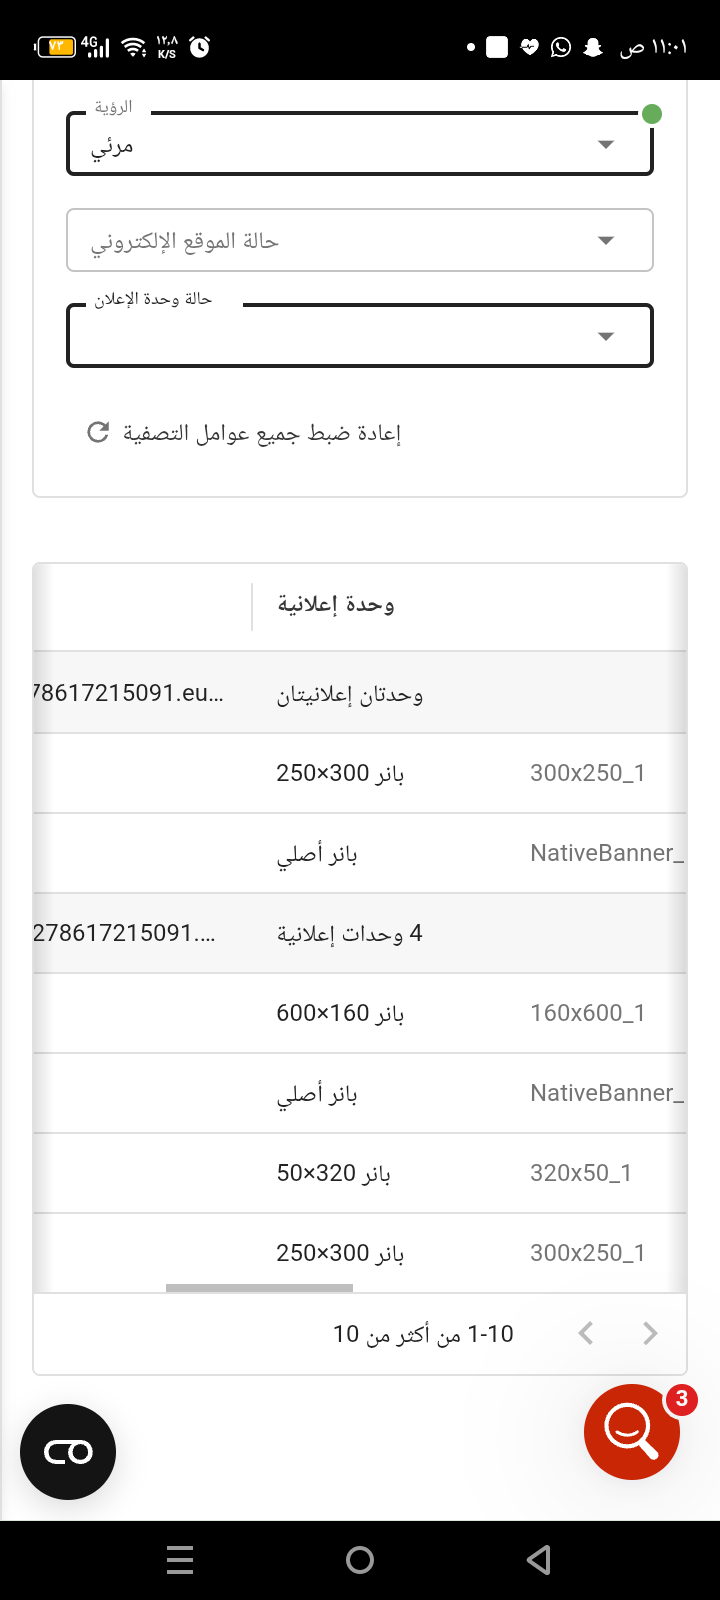 ٧٣ 4G ١٢,٨ K/S ١١:٠١ ص
الرؤية
مرئي
حالة الموقع الإلكتروني
حالة وحدة الإعلان
إعادة ضبط جميع عوامل التصفية
وحدة إعلانية
78617215091.eu... وحدتان إعلانيتان
بانر 300×250 300x250_1
بانر أصلي NativeBanner_
278617215091.... 4 وحدات إعلانية
بانر 160×600 160x600_1
بانر أصلي NativeBanner_
بانر 320×50 320x50_1
بانر 300×250 300x250_1
1-10 من أكثر من 10
3